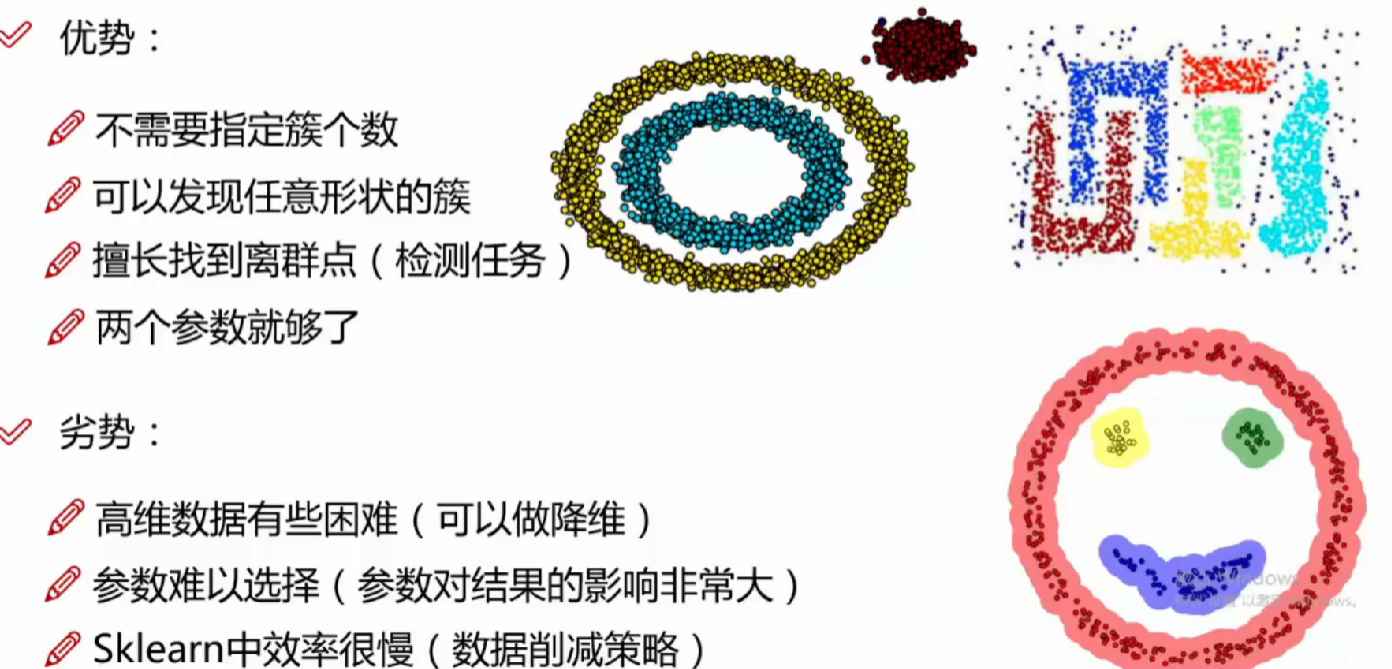 优势：
不需要指定簇个数
可以发现任意形状的簇
擅长找到离群点（检测任务）
两个参数就够了
劣势：
高维数据有些困难（可以做降维）
参数难以选择（参数对结果的影响非常大）
Sklearn中效率很慢（数据削减策略）